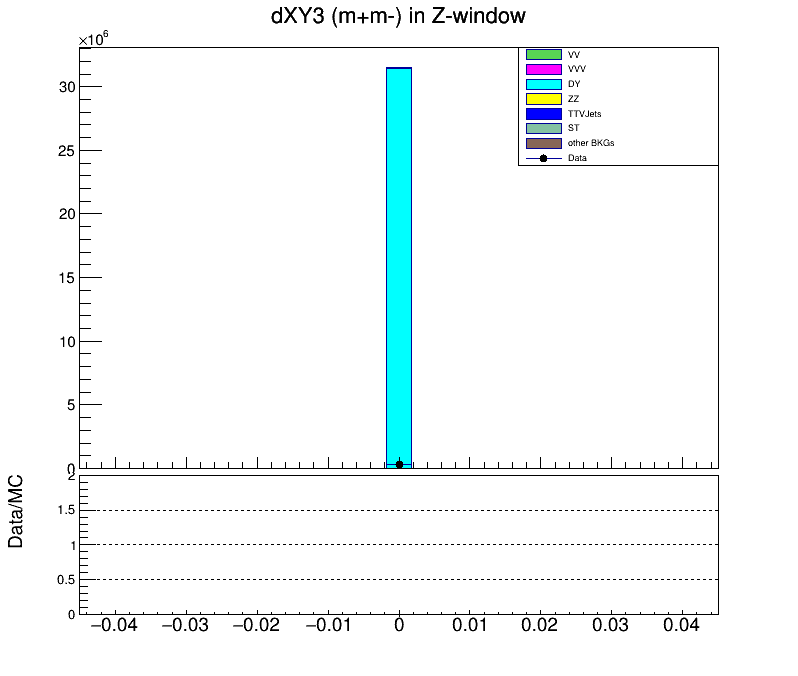 dXY3 (m+m-) in Z-window
×10⁶
VV
VVV
DY
ZZ
TTVJets
ST
other BKGs
Data
30
25
20
15
10
5
0
Data/MC
2
1.5
1
0.5
0
−0.04 −0.03 −0.02 −0.01 0 0.01 0.02 0.03 0.04